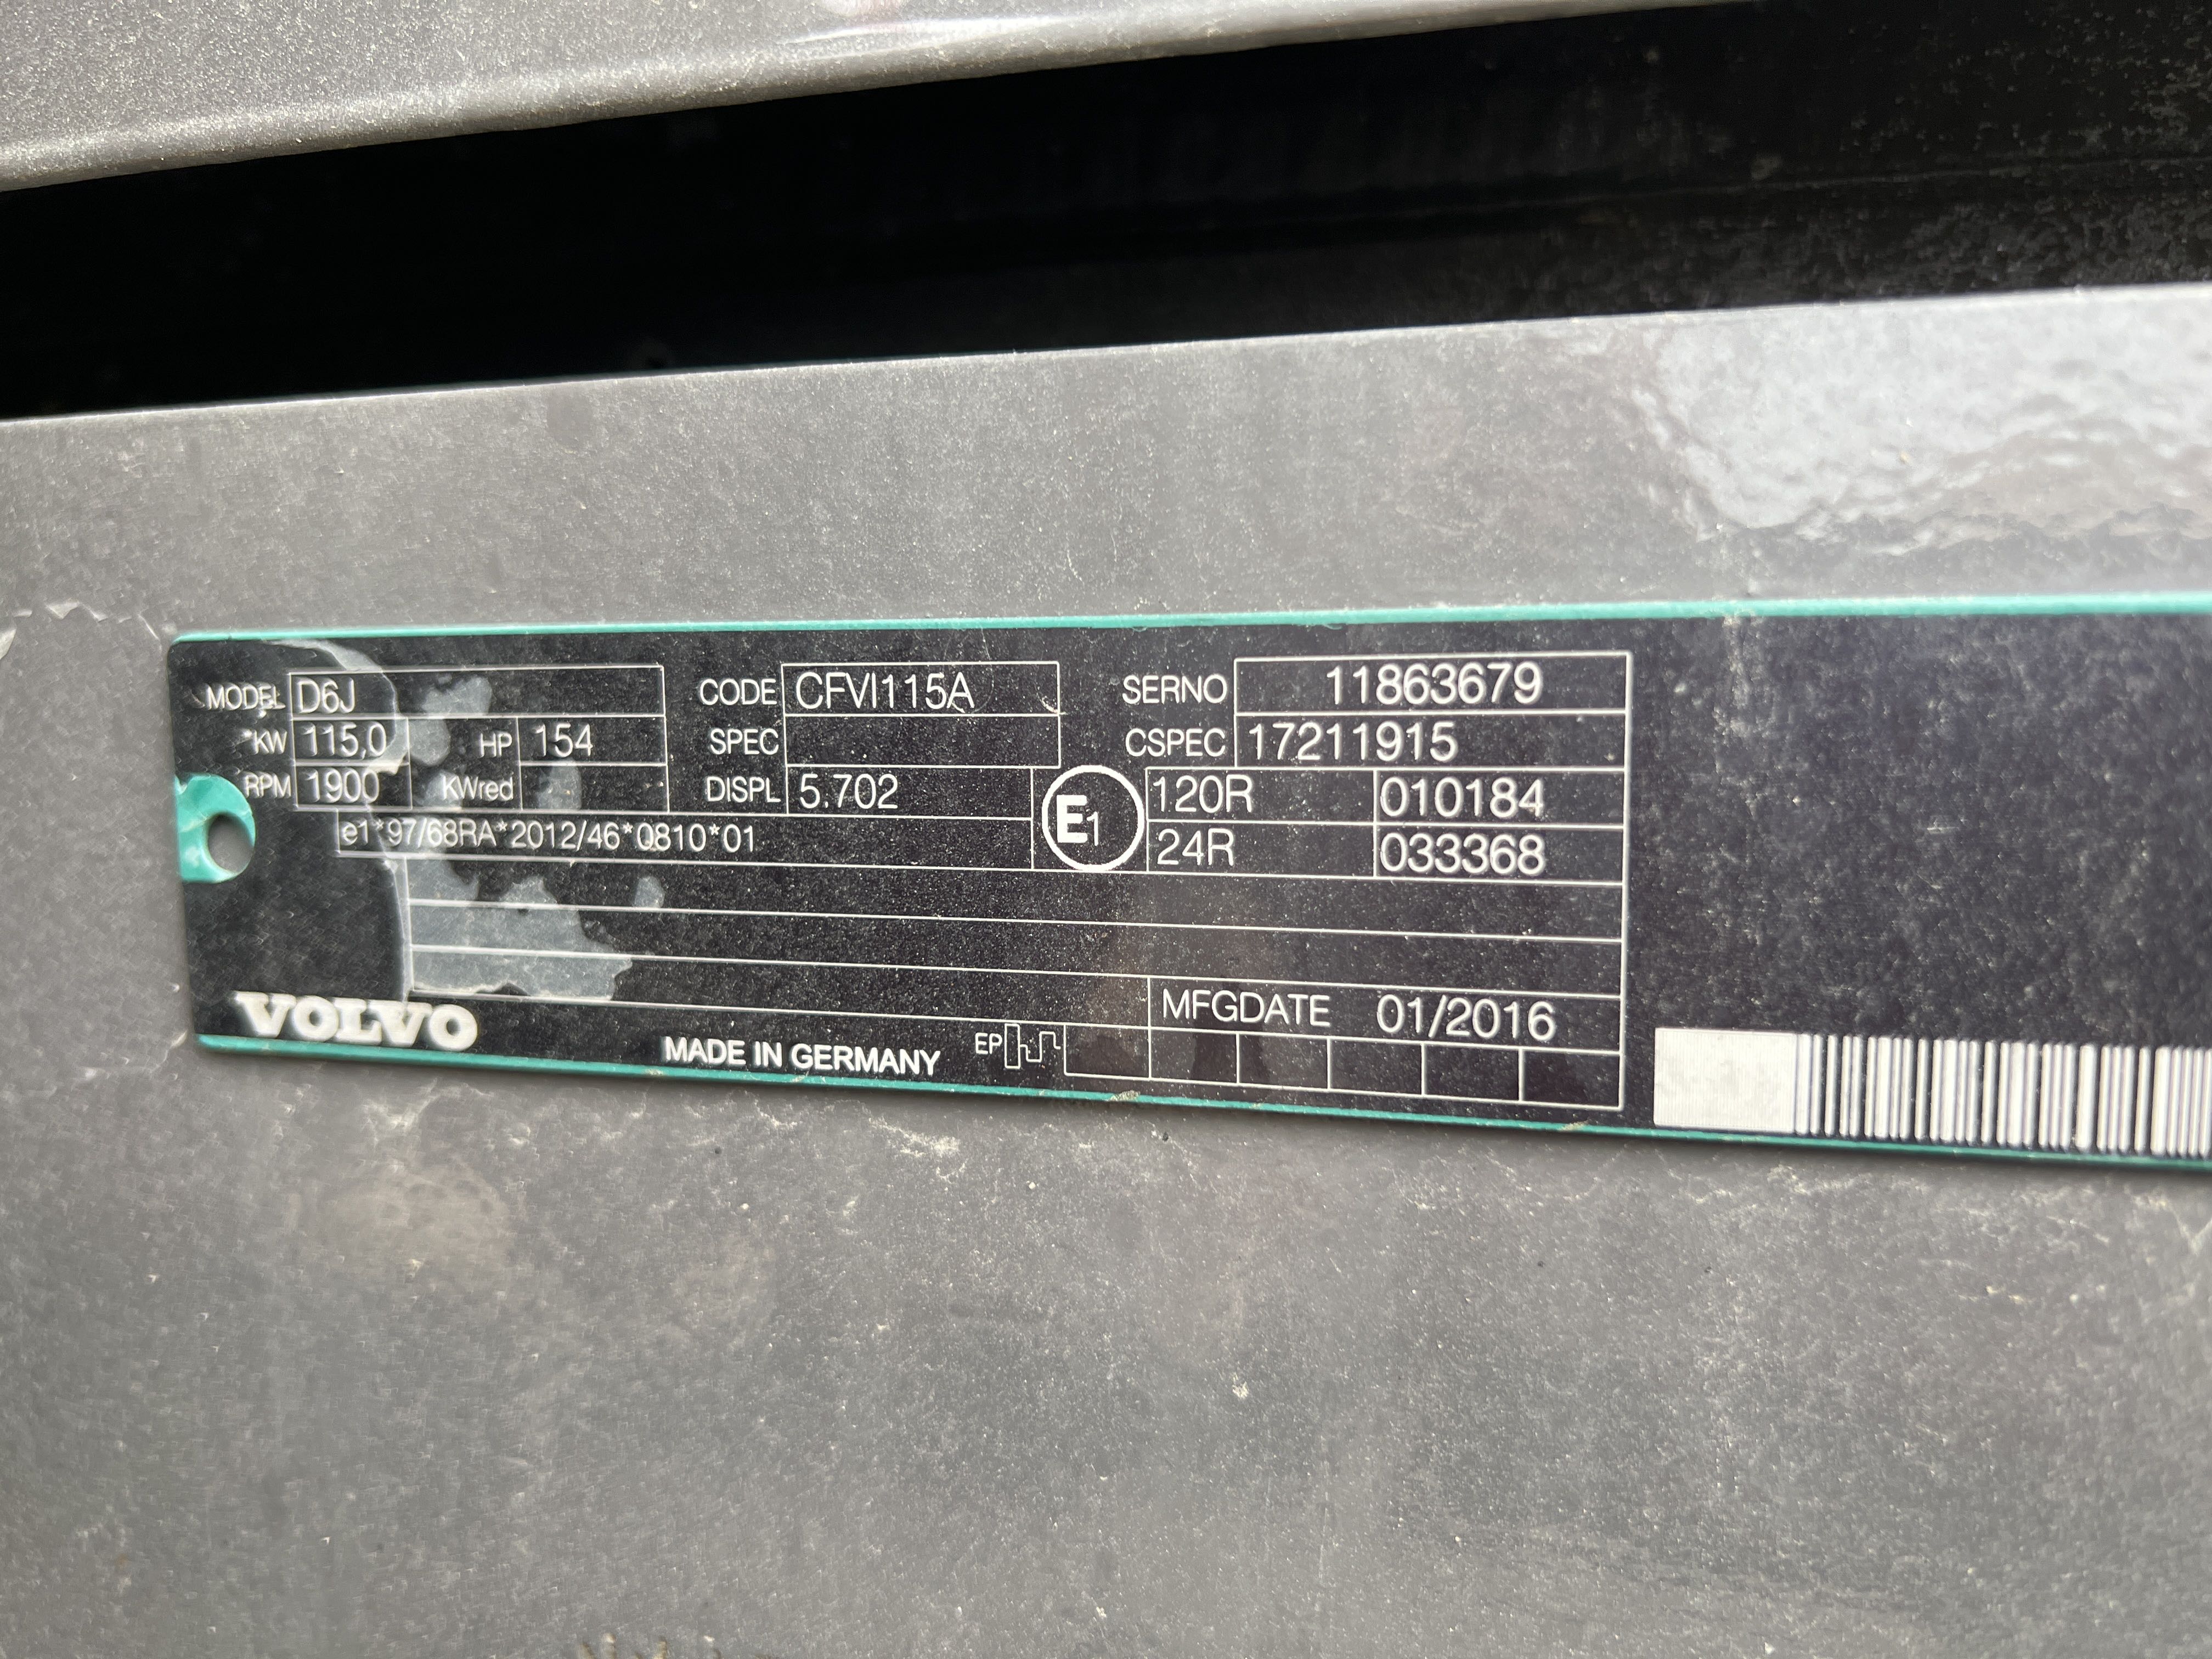 MODEL D6J CODE CFVI115A SERNO 11863679
KW 115,0 HP 154 SPEC CSPEC 17211915
RPM 1900 KWred DISPL 5.702 E1 120R 010184
e1*97/68RA*2012/46*0810*01 24R 033368
MFGDATE 01/2016
VOLVO MADE IN GERMANY EP